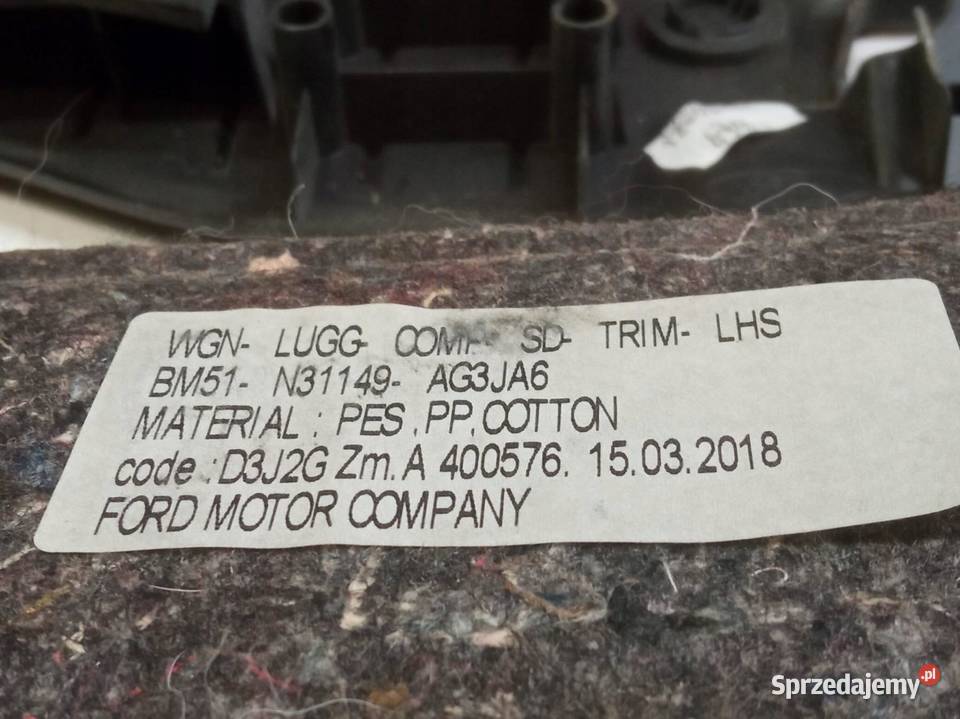 WGN- LUGG- COMP- SD- TRIM- LHS
BM51- N31149- AG3JA6
MATERIAL : PES , PP, COTTON
code : D3J2G Zm. A 400576. 15.03.2018
FORD MOTOR COMPANY
Sprzedajemy.pl